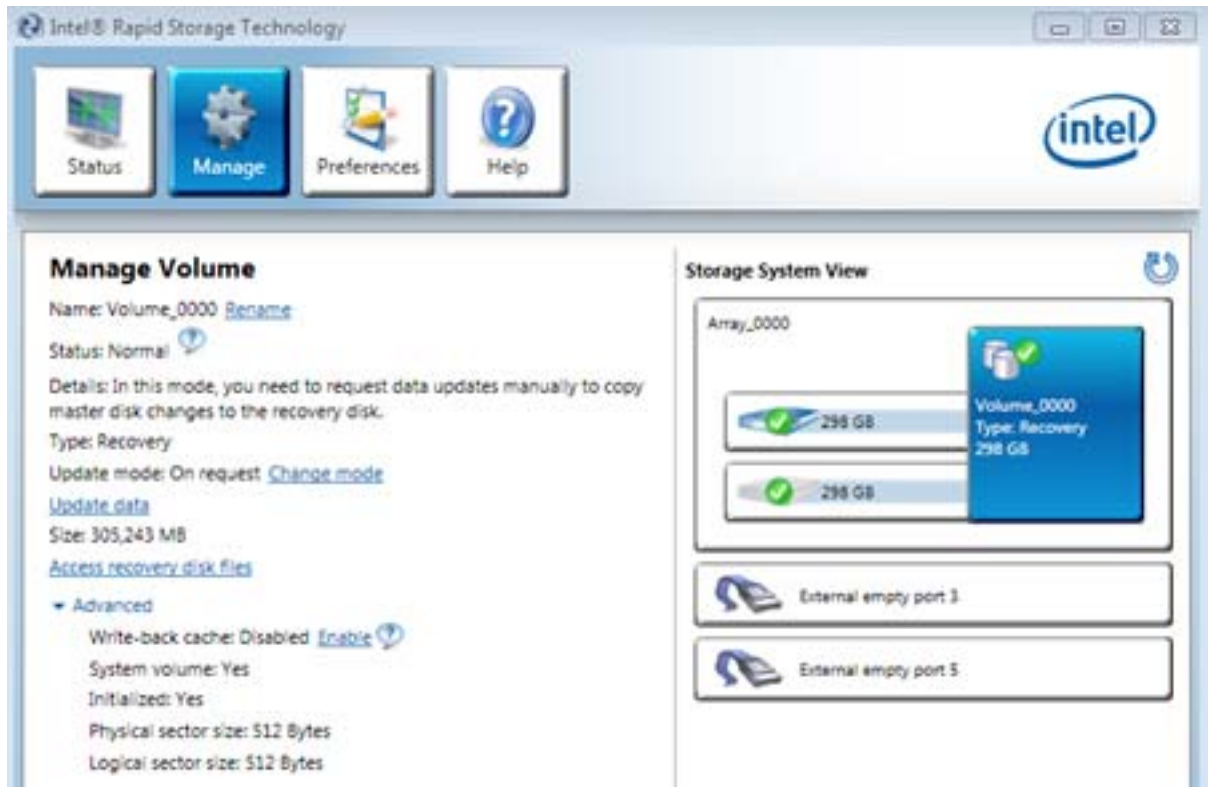 Intel® Rapid Storage Technology
Status
Manage
Preferences
Help
intel
Manage Volume
Name: Volume_0000 Rename
Status: Normal
Details: In this mode, you need to request data updates manually to copy
master disk changes to the recovery disk.
Type: Recovery
Update mode: On request Change mode
Update data
Size: 305,243 MB
Access recovery disk files
Advanced
Write-back cache: Disabled Enable
System volume: Yes
Initialized: Yes
Physical sector size: 512 Bytes
Logical sector size: 512 Bytes
Storage System View
Array_0000
298 GB
298 GB
Volume_0000
Type: Recovery
298 GB
External empty port 3
External empty port 5